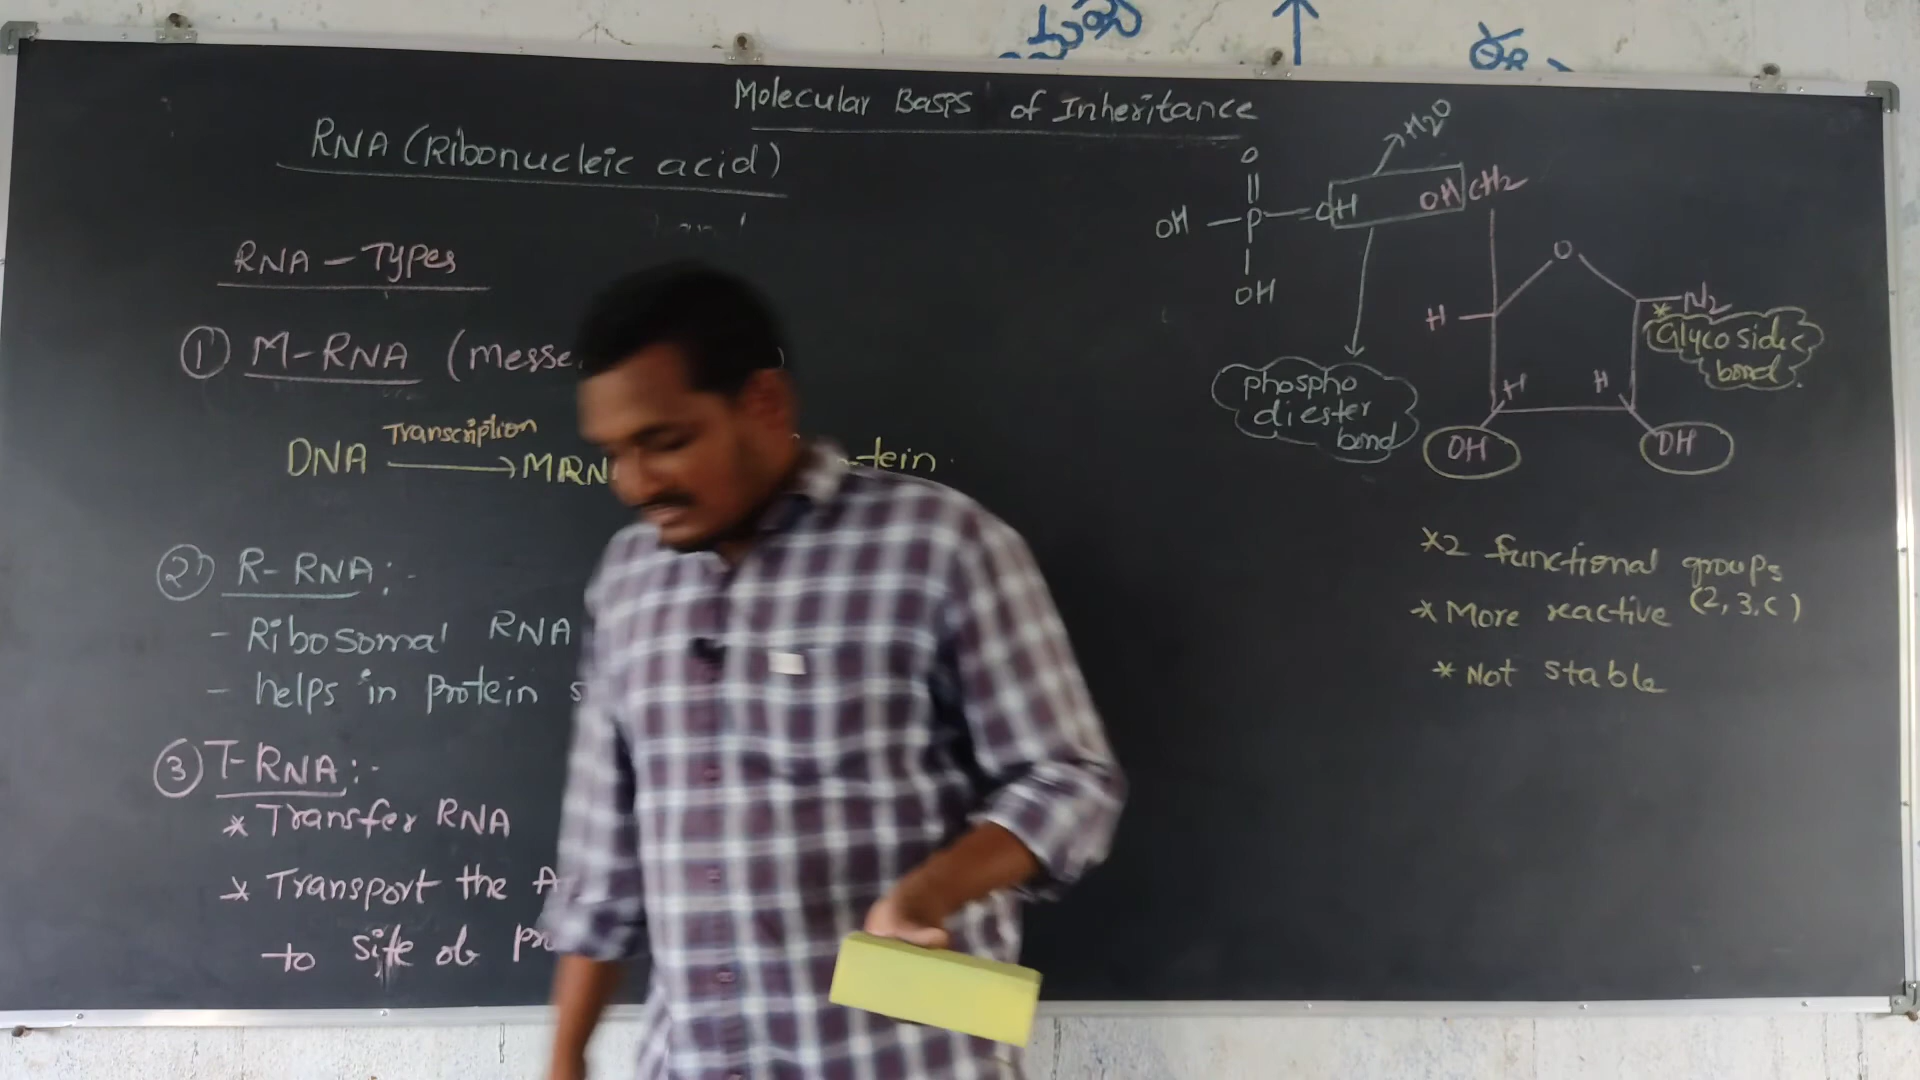 Molecular Basis of Inheritance
RNA (Ribonucleic acid)
RNA - Types
① M-RNA (messe
DNA Transcription MRN tein.
② R-RNA:-
- Ribosomal RNA
- helps in protein s
③ T-RNA:-
* Transfer RNA
* Transport the A
to site of pr
H2O
O
OH P OH OH CH2
OH
O
H N2
* Glycosidic
bond.
H H
OH OH
phospho
diester
bond
*2 functional groups
* More reactive (2,3,C)
* Not stable